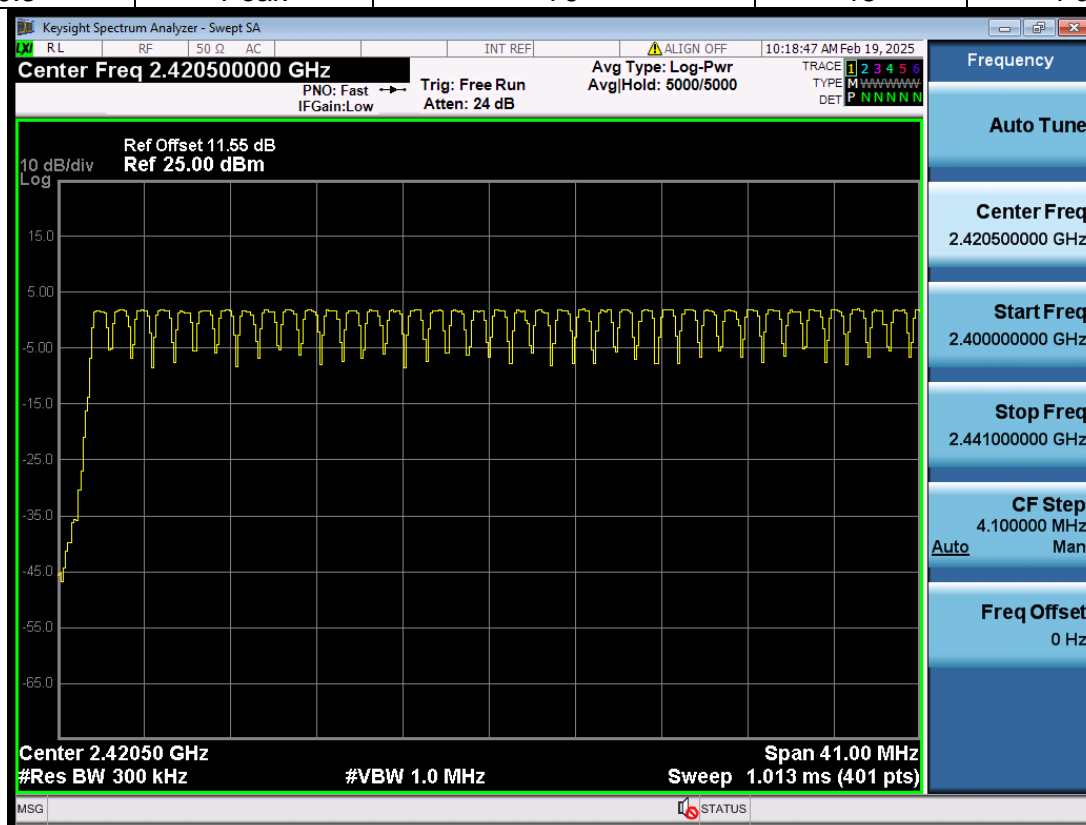 Keysight Spectrum Analyzer - Swept SA
LXI RL RF 50 Ω AC INT REF ALIGN OFF 10:18:47 AM Feb 19, 2025
Center Freq 2.420500000 GHz
PNO: Fast
IFGain:Low
Trig: Free Run
Atten: 24 dB
Avg Type: Log-Pwr
Avg|Hold: 5000/5000
TRACE 1 2 3 4 5 6
TYPE M WWWWW
DET P N N N N N
Ref Offset 11.55 dB
10 dB/div Ref 25.00 dBm
Log
15.0
5.00
-5.00
-15.0
-25.0
-35.0
-45.0
-55.0
-65.0
Center 2.42050 GHz Span 41.00 MHz
#Res BW 300 kHz #VBW 1.0 MHz Sweep 1.013 ms (401 pts)
MSG STATUS
Frequency
Auto Tune
Center Freq
2.420500000 GHz
Start Freq
2.400000000 GHz
Stop Freq
2.441000000 GHz
CF Step
4.100000 MHz
Auto Man
Freq Offset
0 Hz